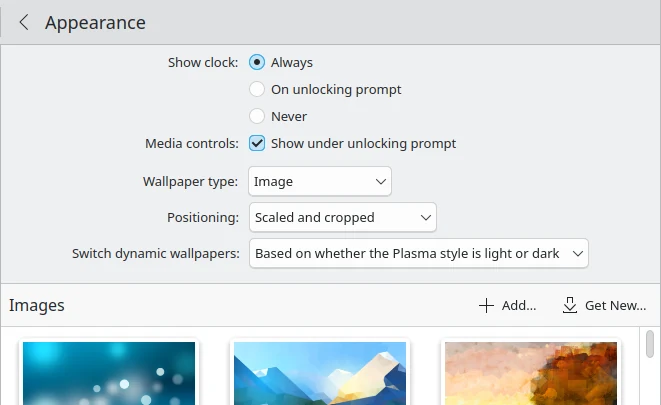 Appearance
Show clock: Always
On unlocking prompt
Never
Media controls: Show under unlocking prompt
Wallpaper type: Image
Positioning: Scaled and cropped
Switch dynamic wallpapers: Based on whether the Plasma style is light or dark
Images Add... Get New...